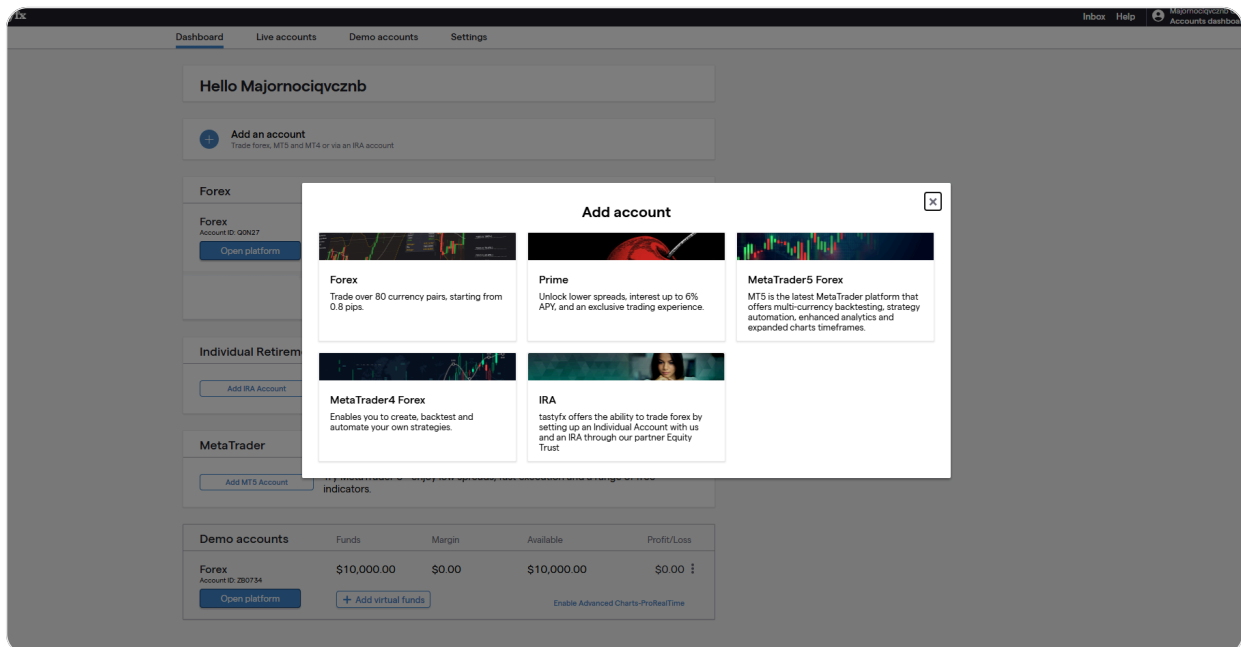 fx
Inbox Help
Majornociqvcznb
Accounts dashboa
Dashboard Live accounts Demo accounts Settings
Hello Majornociqvcznb
Add an account
Trade forex, MT5 and MT4 or via an IRA account
Forex
Forex
Account ID: Q0N27
Open platform
Individual Retirem
Add IRA Account
MetaTrader
Add MT5 Account
indicators.
Add account
Forex
Trade over 80 currency pairs, starting from
0.8 pips.
Prime
Unlock lower spreads, interest up to 6%
APY, and an exclusive trading experience.
MetaTrader5 Forex
MT5 is the latest MetaTrader platform that
offers multi-currency backtesting, strategy
automation, enhanced analytics and
expanded charts timeframes.
MetaTrader4 Forex
Enables you to create, backtest and
automate your own strategies.
IRA
tastyfx offers the ability to trade forex by
setting up an Individual Account with us
and an IRA through our partner Equity
Trust
Demo accounts Funds Margin Available Profit/Loss
Forex $10,000.00 $0.00 $10,000.00 $0.00
Account ID: ZB0734
Open platform + Add virtual funds Enable Advanced Charts-ProRealTime